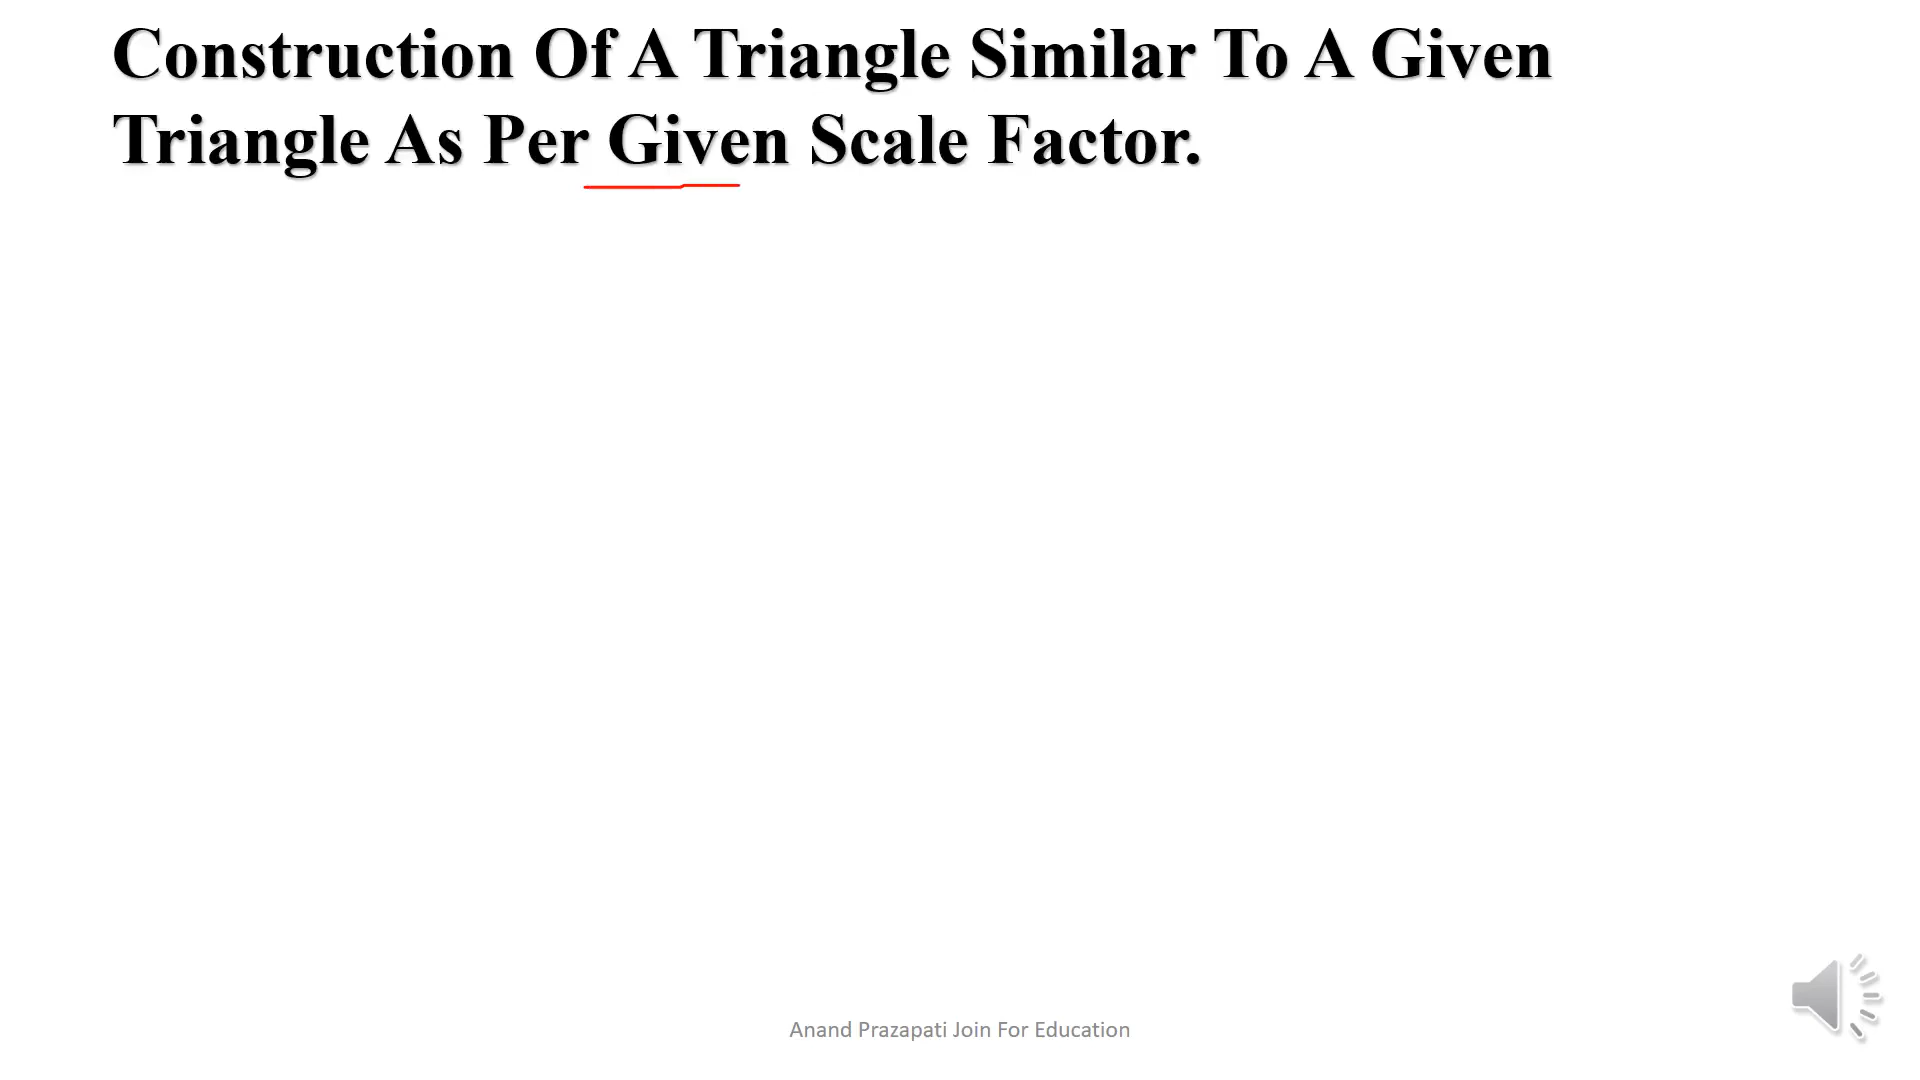 Construction Of A Triangle Similar To A Given
Triangle As Per Given Scale Factor.
Anand Prazapati Join For Education